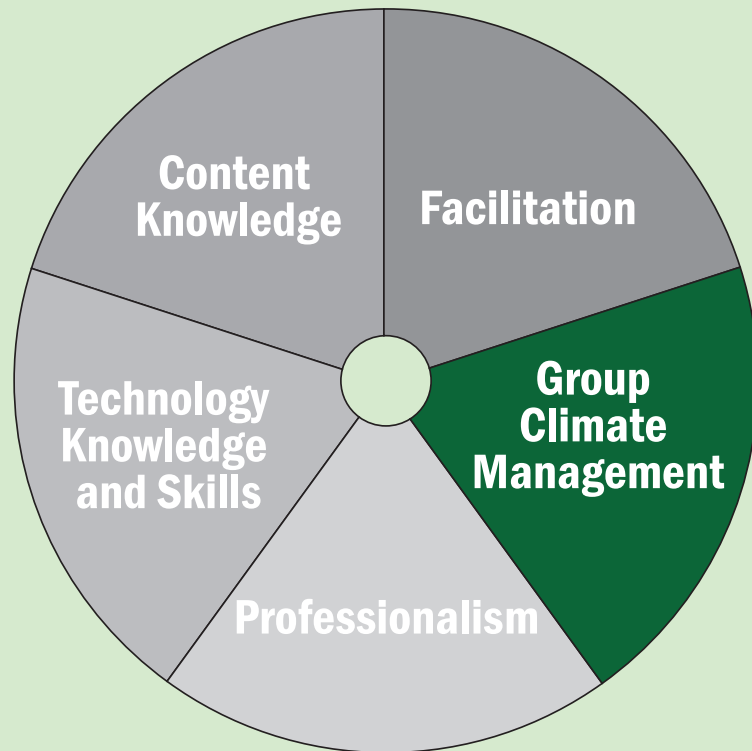 Content
Knowledge
Facilitation
Group
Climate
Management
Technology
Knowledge
and Skills
Professionalism